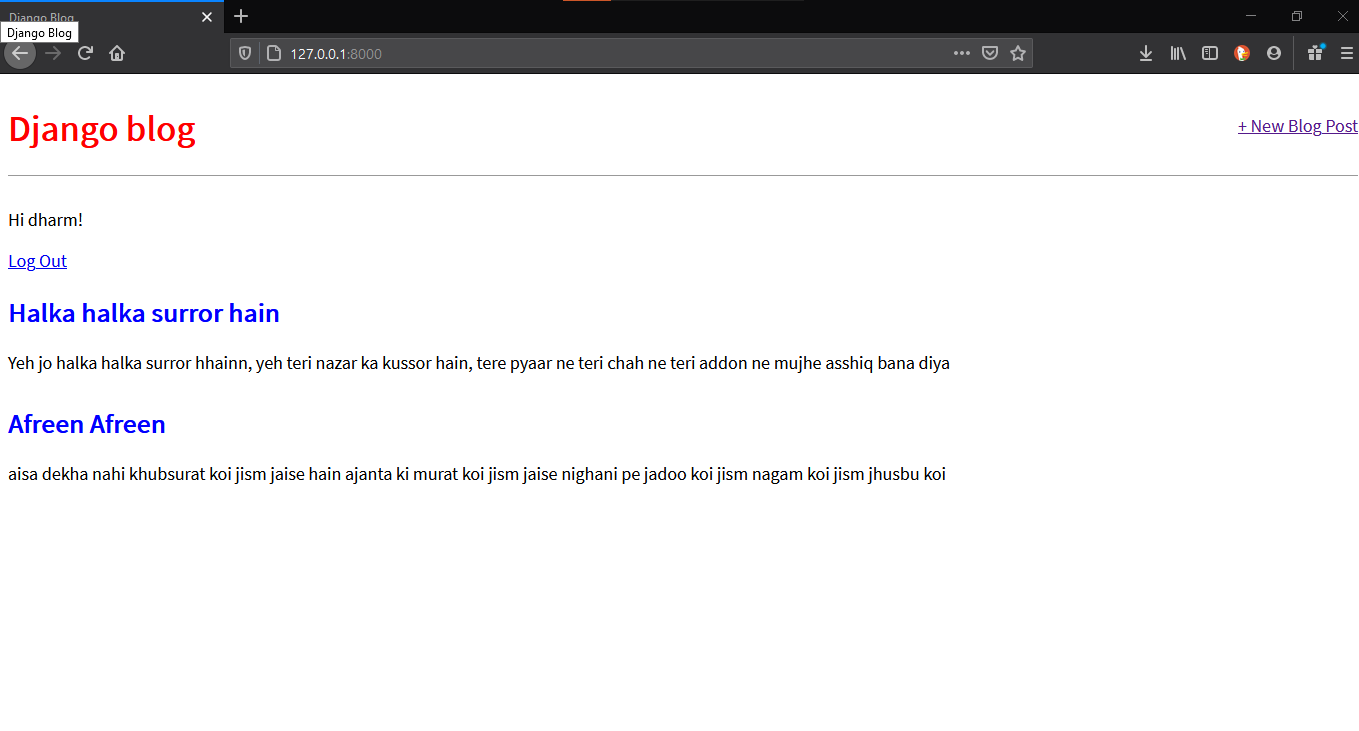 Django Blog
Django Blog
127.0.0.1:8000
Django blog
+ New Blog Post
Hi dharm!
Log Out
Halka halka surror hain
Yeh jo halka halka surror hhainn, yeh teri nazar ka kussor hain, tere pyaar ne teri chah ne teri addon ne mujhe asshiq bana diya
Afreen Afreen
aisa dekha nahi khubsurat koi jism jaise hain ajanta ki murat koi jism jaise nighani pe jadoo koi jism nagam koi jism jhusbu koi